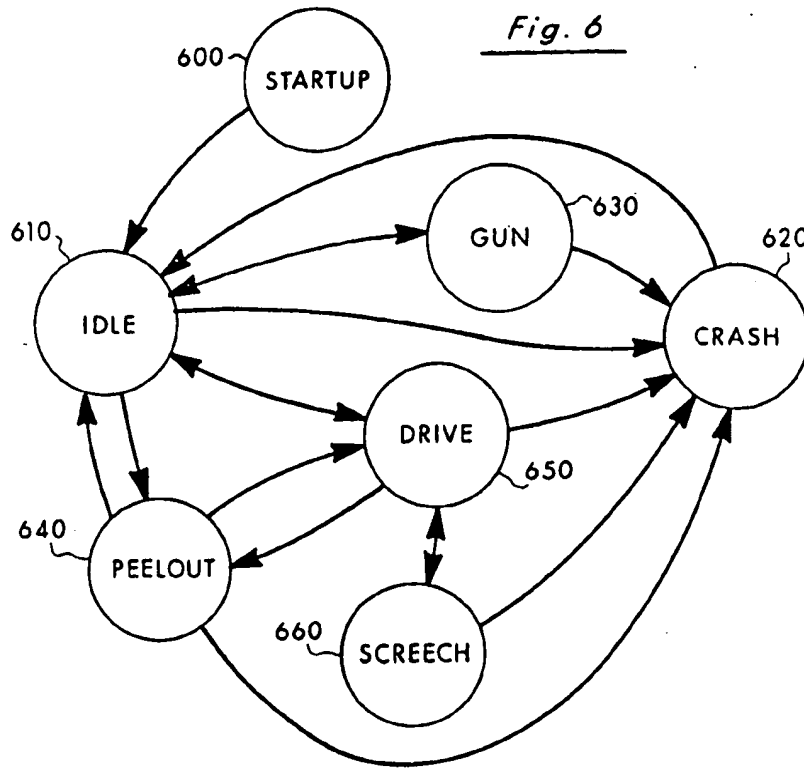 Fig. 6
600
STARTUP
610
IDLE
630
GUN
620
CRASH
DRIVE
650
640
PEELOUT
660
SCREECH